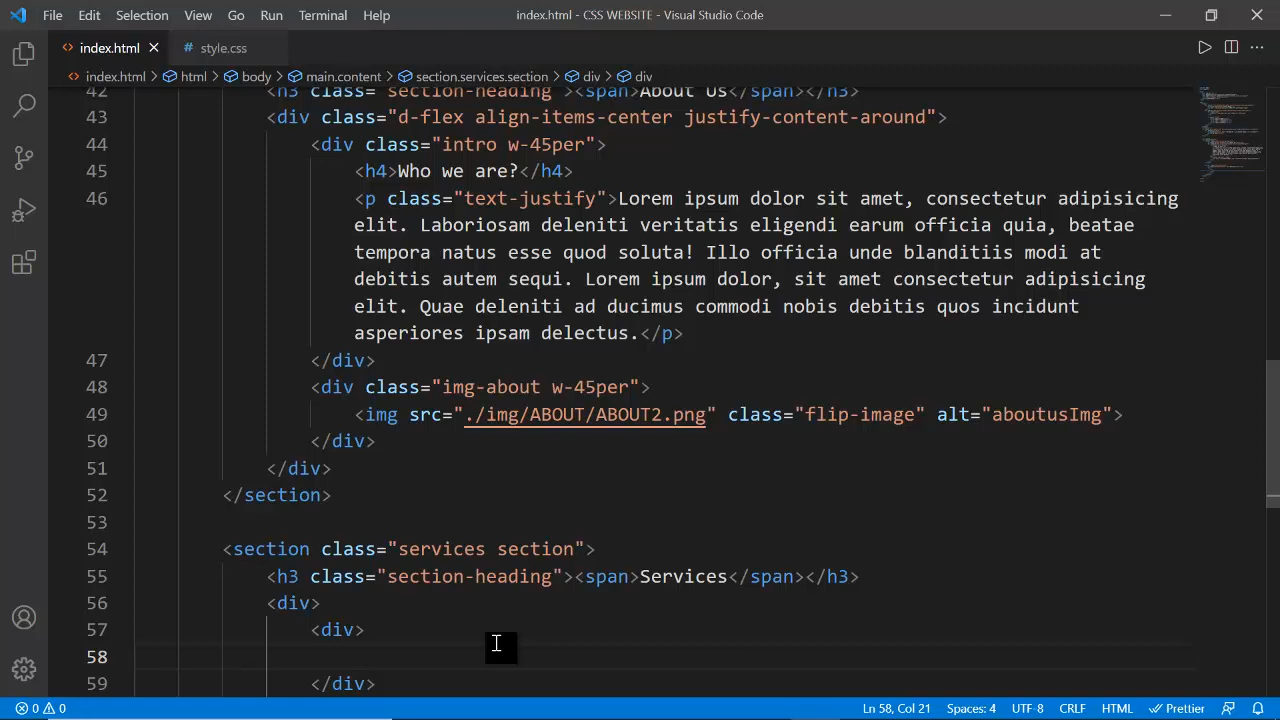 File Edit Selection View Go Run Terminal Help index.html - CSS WEBSITE - Visual Studio Code
index.html style.css
index.html > html > body > main.content > section.services.section > div > div
42 <h3 class="section-heading"><span>About Us</span></h3>
43 <div class="d-flex align-items-center justify-content-around">
44 <div class="intro w-45per">
45 <h4>Who we are?</h4>
46 <p class="text-justify">Lorem ipsum dolor sit amet, consectetur adipisicing
elit. Laboriosam deleniti veritatis eligendi earum officia quia, beatae
tempora natus esse quod soluta! Illo officia unde blanditiis modi at
debitis autem sequi. Lorem ipsum dolor, sit amet consectetur adipisicing
elit. Quae deleniti ad ducimus commodi nobis debitis quos incidunt
asperiores ipsam delectus.</p>
47 </div>
48 <div class="img-about w-45per">
49 <img src="./img/ABOUT/ABOUT2.png" class="flip-image" alt="aboutusImg">
50 </div>
51 </div>
52 </section>
53
54 <section class="services section">
55 <h3 class="section-heading"><span>Services</span></h3>
56 <div>
57 <div>
58
59 </div>
0 0 Ln 58, Col 21 Spaces: 4 UTF-8 CRLF HTML Prettier